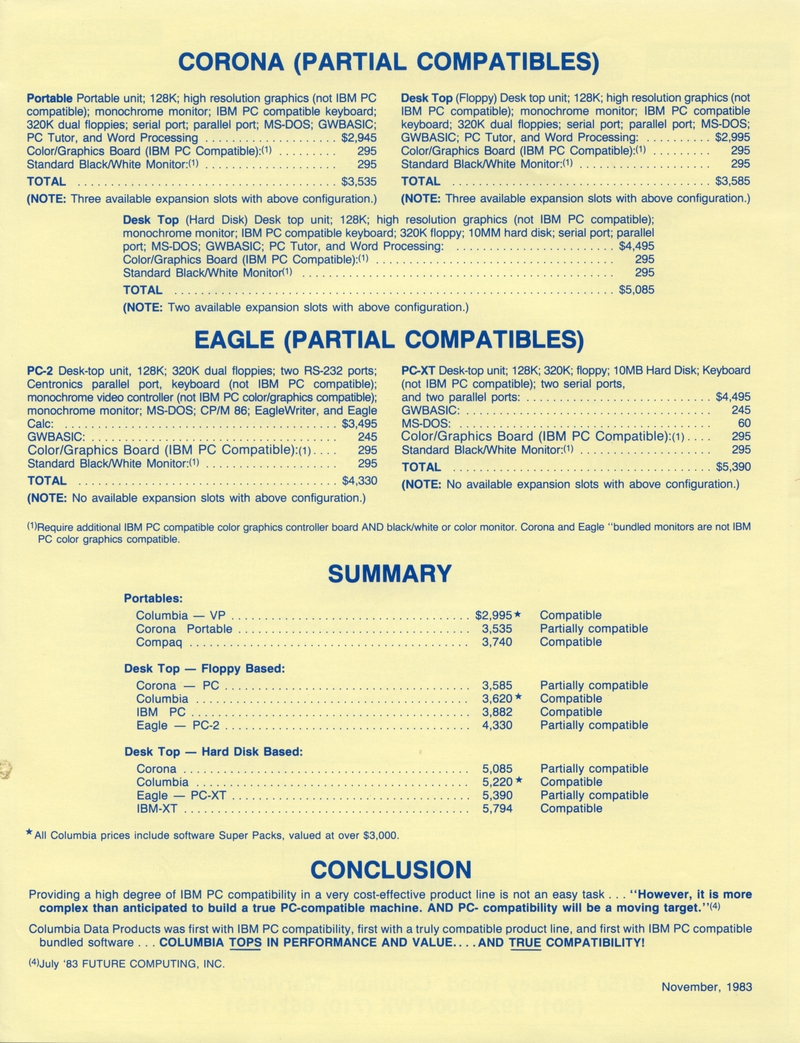 CORONA (PARTIAL COMPATIBLES)
Portable Portable unit; 128K; high resolution graphics (not IBM PC
compatible); monochrome monitor; IBM PC compatible keyboard;
320K dual floppies; serial port; parallel port; MS-DOS; GWBASIC;
PC Tutor, and Word Processing .................... $2,945
Color/Graphics Board (IBM PC Compatible):(1) ......... 295
Standard Black/White Monitor:(1) .................... 295
TOTAL ....................................... $3,535
(NOTE: Three available expansion slots with above configuration.)
Desk Top (Floppy) Desk top unit; 128K; high resolution graphics (not
IBM PC compatible); monochrome monitor; IBM PC compatible
keyboard; 320K dual floppies; serial port; parallel port; MS-DOS;
GWBASIC; PC Tutor, and Word Processing: .......... $2,995
Color/Graphics Board (IBM PC Compatible):(1) ......... 295
Standard Black/White Monitor:(1) .................... 295
TOTAL ....................................... $3,585
(NOTE: Three available expansion slots with above configuration.)
Desk Top (Hard Disk) Desk top unit; 128K; high resolution graphics (not IBM PC compatible);
monochrome monitor; IBM PC compatible keyboard; 320K floppy; 10MM hard disk; serial port; parallel
port; MS-DOS; GWBASIC; PC Tutor, and Word Processing: ........................ $4,495
Color/Graphics Board (IBM PC Compatible):(1) .................................... 295
Standard Black/White Monitor(1) ............................................... 295
TOTAL .................................................................. $5,085
(NOTE: Two available expansion slots with above configuration.)
EAGLE (PARTIAL COMPATIBLES)
PC-2 Desk-top unit, 128K; 320K dual floppies; two RS-232 ports;
Centronics parallel port, keyboard (not IBM PC compatible);
monochrome video controller (not IBM PC color/graphics compatible);
monochrome monitor; MS-DOS; CP/M 86; EagleWriter, and Eagle
Calc: .......................................... $3,495
GWBASIC: ..................................... 245
Color/Graphics Board (IBM PC Compatible):(1) .... 295
Standard Black/White Monitor:(1) .................... 295
TOTAL ....................................... $4,330
(NOTE: No available expansion slots with above configuration.)
PC-XT Desk-top unit; 128K; 320K; floppy; 10MB Hard Disk; Keyboard
(not IBM PC compatible); two serial ports,
and two parallel ports: ............................ $4,495
GWBASIC: ..................................... 245
MS-DOS: ...................................... 60
Color/Graphics Board (IBM PC Compatible):(1) .... 295
Standard Black/White Monitor:(1) .................... 295
TOTAL ....................................... $5,390
(NOTE: No available expansion slots with above configuration.)
(1)Require additional IBM PC compatible color graphics controller board AND black/white or color monitor. Corona and Eagle "bundled monitors are not IBM
PC color graphics compatible.
SUMMARY
Portables:
Columbia — VP .................................... $2,995★ Compatible
Corona Portable ................................... 3,535 Partially compatible
Compaq .......................................... 3,740 Compatible
Desk Top — Floppy Based:
Corona — PC ..................................... 3,585 Partially compatible
Columbia ......................................... 3,620★ Compatible
IBM PC .......................................... 3,882 Compatible
Eagle — PC-2 ..................................... 4,330 Partially compatible
Desk Top — Hard Disk Based:
Corona .......................................... 5,085 Partially compatible
Columbia ......................................... 5,220★ Compatible
Eagle — PC-XT .................................... 5,390 Partially compatible
IBM-XT .......................................... 5,794 Compatible
★All Columbia prices include software Super Packs, valued at over $3,000.
CONCLUSION
Providing a high degree of IBM PC compatibility in a very cost-effective product line is not an easy task . . . "However, it is more
complex than anticipated to build a true PC-compatible machine. AND PC- compatibility will be a moving target."(4)
Columbia Data Products was first with IBM PC compatibility, first with a truly compatible product line, and first with IBM PC compatible
bundled software . . . COLUMBIA TOPS IN PERFORMANCE AND VALUE....AND TRUE COMPATIBILITY!
(4)July '83 FUTURE COMPUTING, INC.
November, 1983